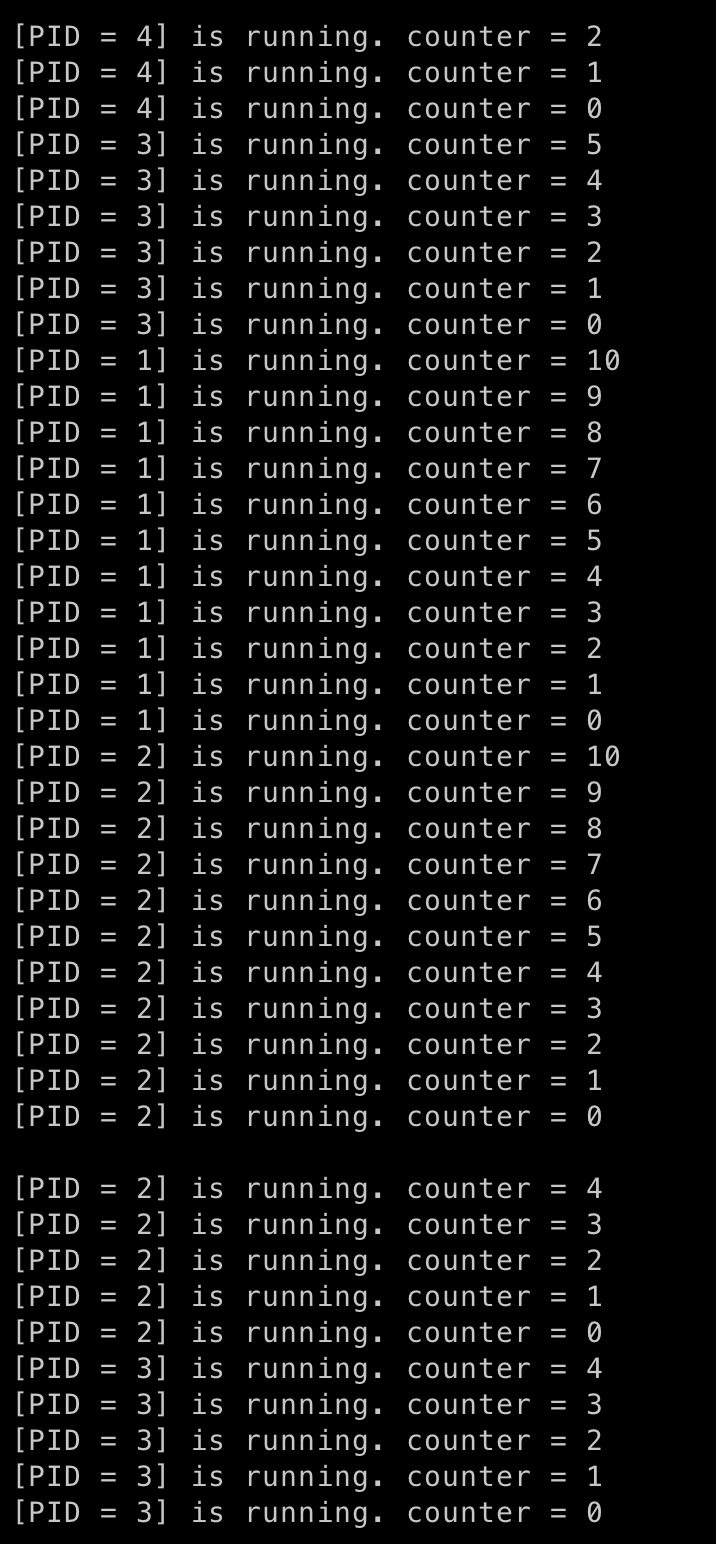 [PID = 4] is running. counter = 2
[PID = 4] is running. counter = 1
[PID = 4] is running. counter = 0
[PID = 3] is running. counter = 5
[PID = 3] is running. counter = 4
[PID = 3] is running. counter = 3
[PID = 3] is running. counter = 2
[PID = 3] is running. counter = 1
[PID = 3] is running. counter = 0
[PID = 1] is running. counter = 10
[PID = 1] is running. counter = 9
[PID = 1] is running. counter = 8
[PID = 1] is running. counter = 7
[PID = 1] is running. counter = 6
[PID = 1] is running. counter = 5
[PID = 1] is running. counter = 4
[PID = 1] is running. counter = 3
[PID = 1] is running. counter = 2
[PID = 1] is running. counter = 1
[PID = 1] is running. counter = 0
[PID = 2] is running. counter = 10
[PID = 2] is running. counter = 9
[PID = 2] is running. counter = 8
[PID = 2] is running. counter = 7
[PID = 2] is running. counter = 6
[PID = 2] is running. counter = 5
[PID = 2] is running. counter = 4
[PID = 2] is running. counter = 3
[PID = 2] is running. counter = 2
[PID = 2] is running. counter = 1
[PID = 2] is running. counter = 0

[PID = 2] is running. counter = 4
[PID = 2] is running. counter = 3
[PID = 2] is running. counter = 2
[PID = 2] is running. counter = 1
[PID = 2] is running. counter = 0
[PID = 3] is running. counter = 4
[PID = 3] is running. counter = 3
[PID = 3] is running. counter = 2
[PID = 3] is running. counter = 1
[PID = 3] is running. counter = 0